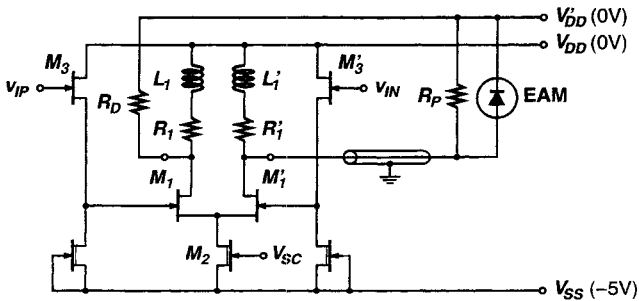 V'DD (0V)
M3
M'3
VDD (0V)
vIP
RD
L1
L'1
vIN
RP
EAM
R1
R'1
M1
M'1
M2
VSC
VSS (−5V)